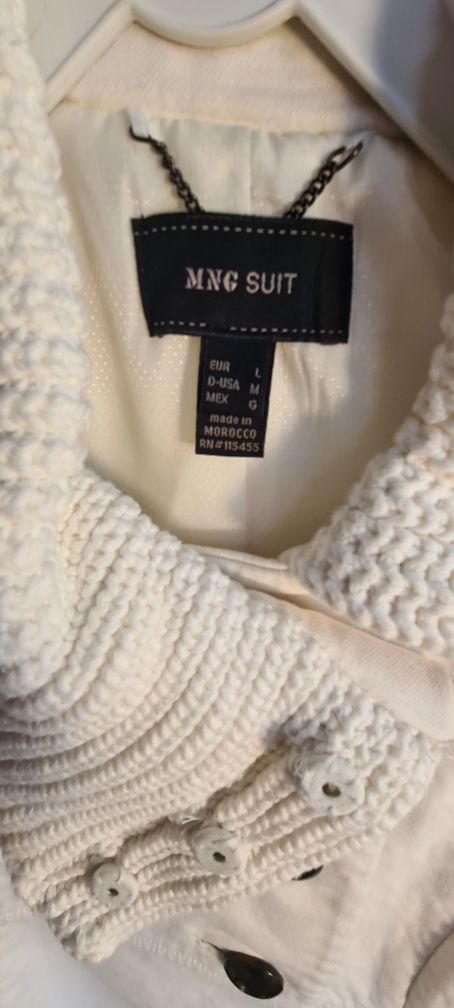 MNG SUIT
EUR L
D-USA M
MEX G
made in
MOROCCO
RN#115455